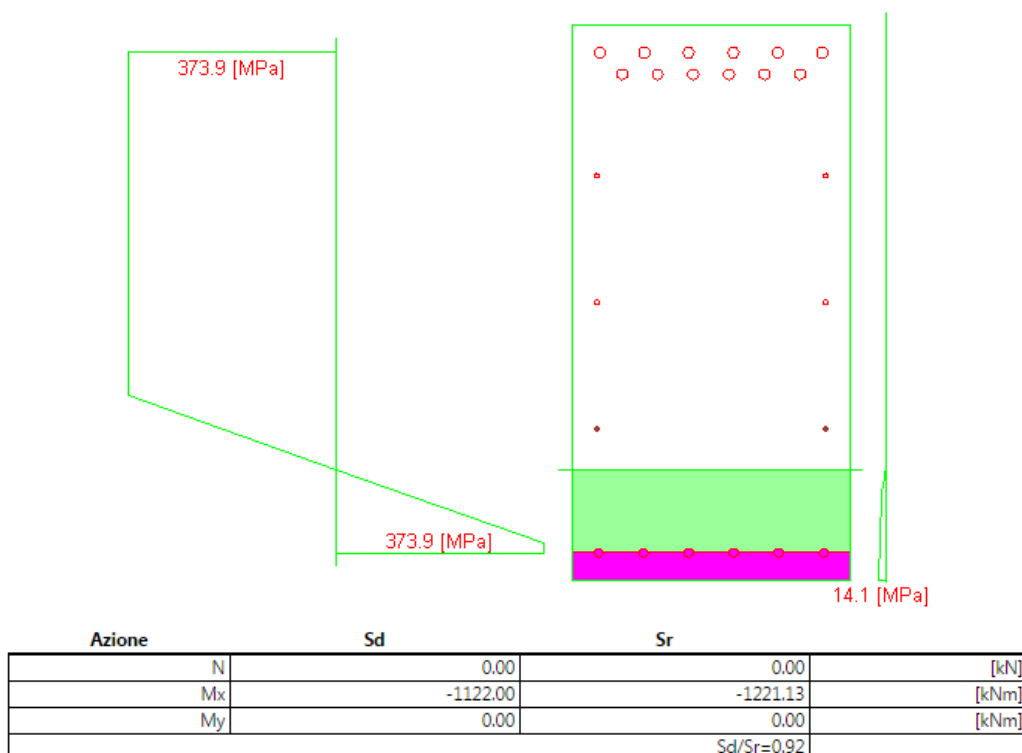 373.9 [MPa]
373.9 [MPa]
14.1 [MPa]
Azione Sd Sr
N 0.00 0.00 [kN]
Mx -1122.00 -1221.13 [kNm]
My 0.00 0.00 [kNm]
Sd/Sr=0.92